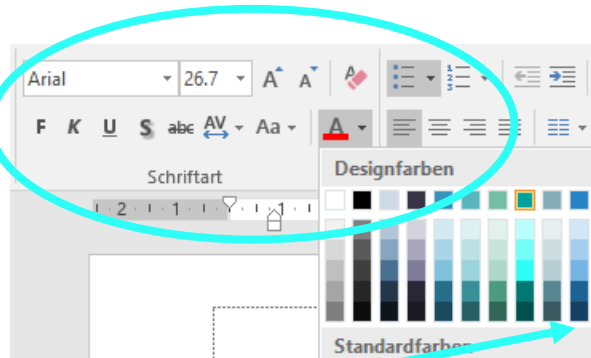 Arial 26.7 A A
F K U S abc AV Aa A
Schriftart
Designfarben
2 1 1
Standardfarben